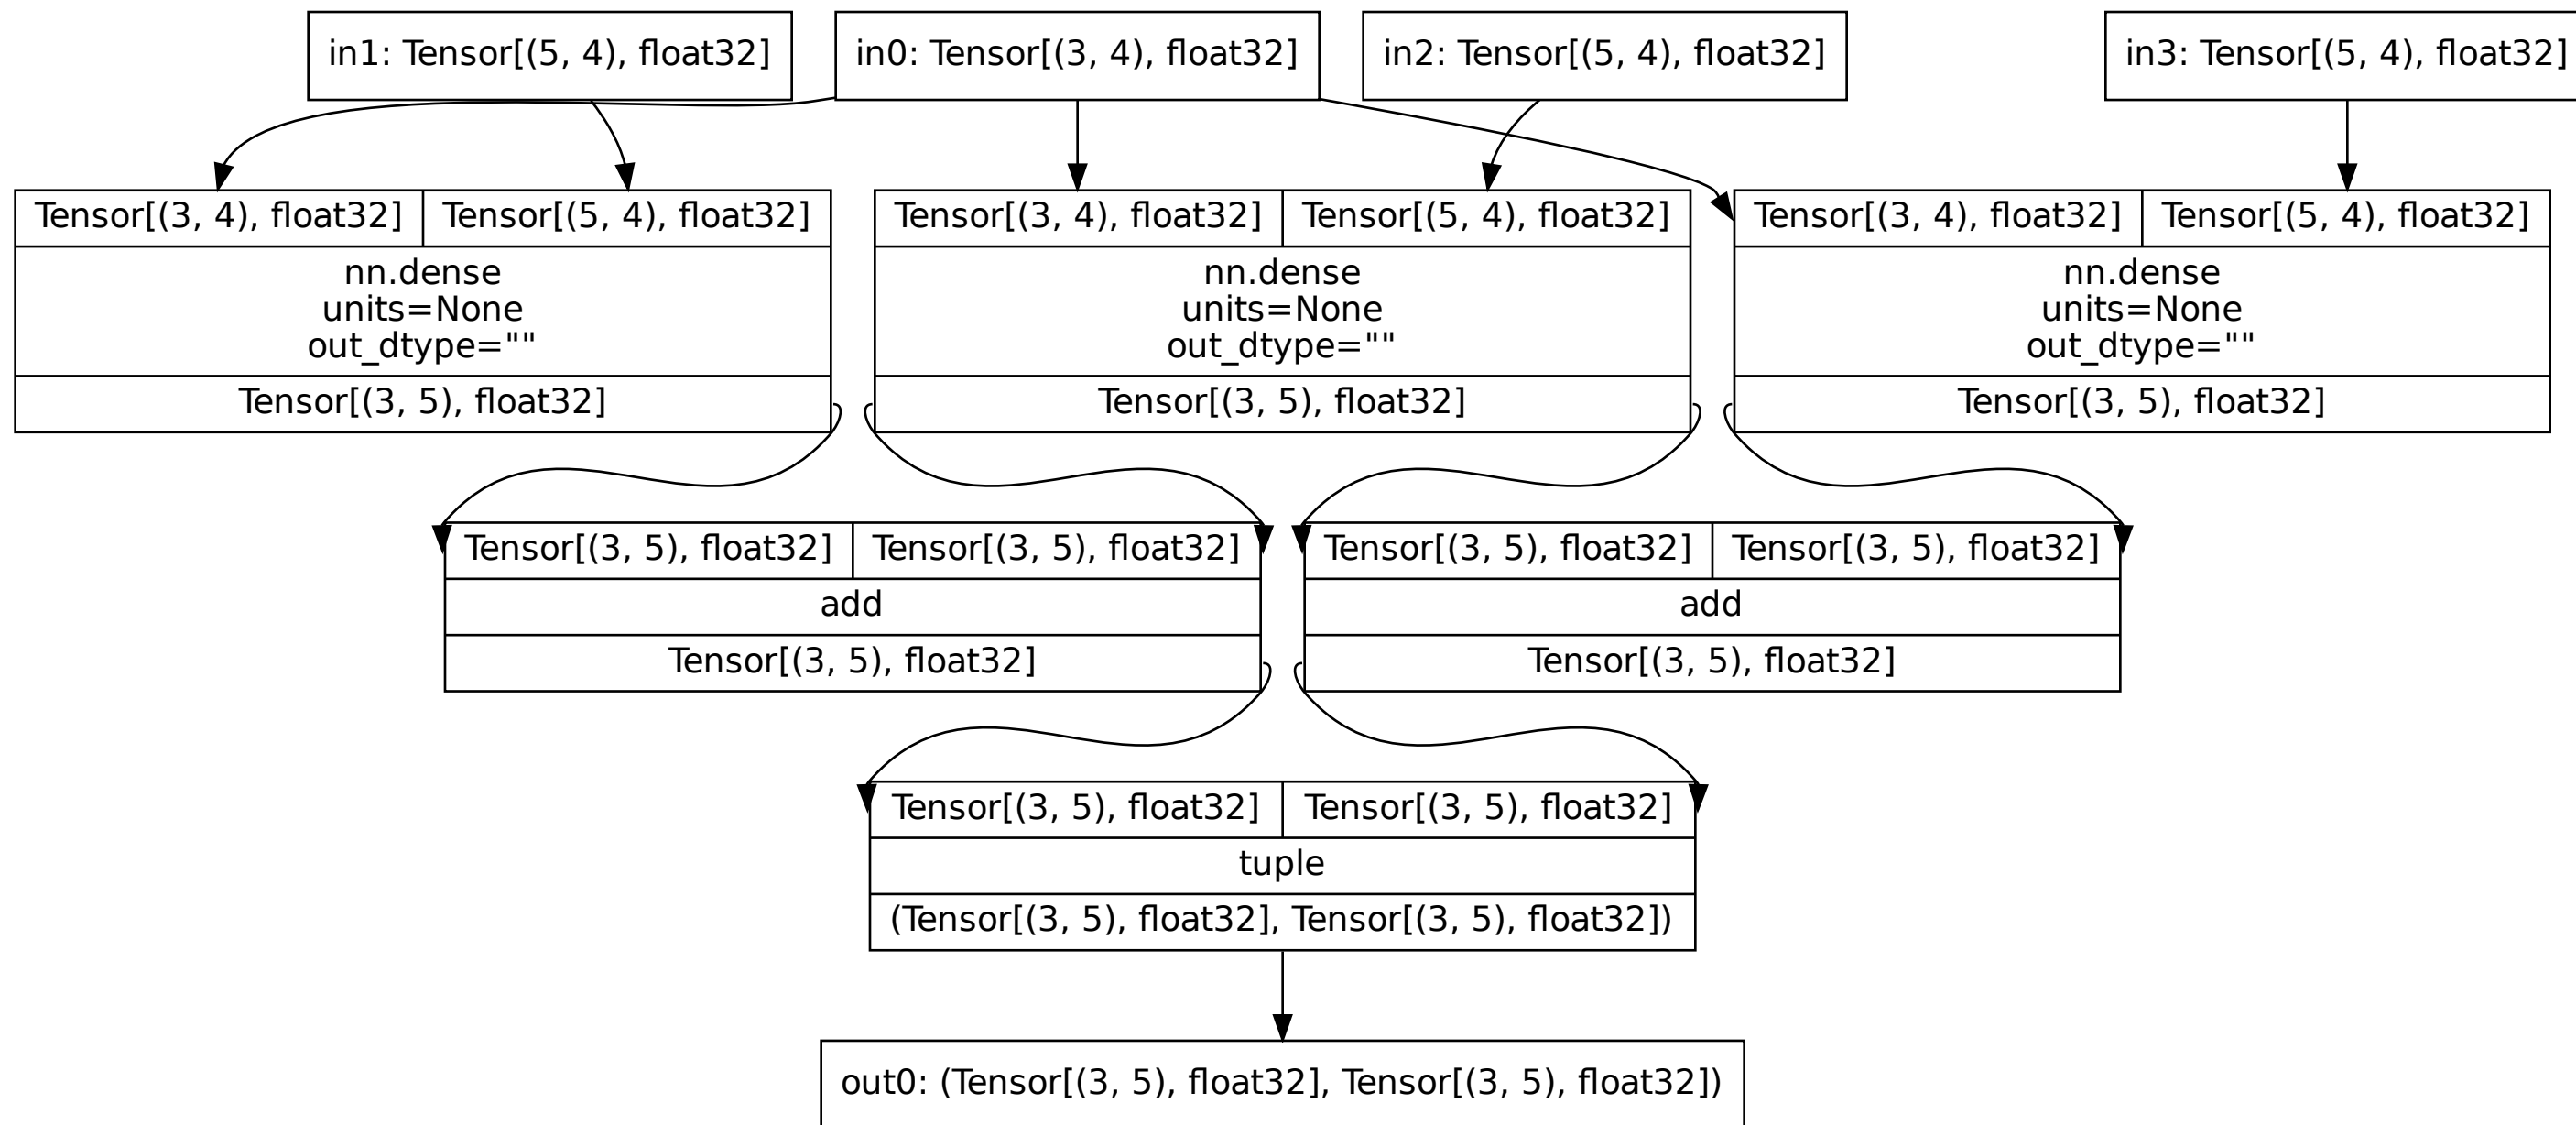 in1: Tensor[(5, 4), float32]
in0: Tensor[(3, 4), float32]
in2: Tensor[(5, 4), float32]
in3: Tensor[(5, 4), float32]
Tensor[(3, 4), float32]
Tensor[(5, 4), float32]
nn.dense
units=None
out_dtype=""
Tensor[(3, 5), float32]
Tensor[(3, 4), float32]
Tensor[(5, 4), float32]
nn.dense
units=None
out_dtype=""
Tensor[(3, 5), float32]
Tensor[(3, 4), float32]
Tensor[(5, 4), float32]
nn.dense
units=None
out_dtype=""
Tensor[(3, 5), float32]
Tensor[(3, 5), float32]
Tensor[(3, 5), float32]
add
Tensor[(3, 5), float32]
Tensor[(3, 5), float32]
Tensor[(3, 5), float32]
add
Tensor[(3, 5), float32]
Tensor[(3, 5), float32]
Tensor[(3, 5), float32]
tuple
(Tensor[(3, 5), float32], Tensor[(3, 5), float32])
out0: (Tensor[(3, 5), float32], Tensor[(3, 5), float32])